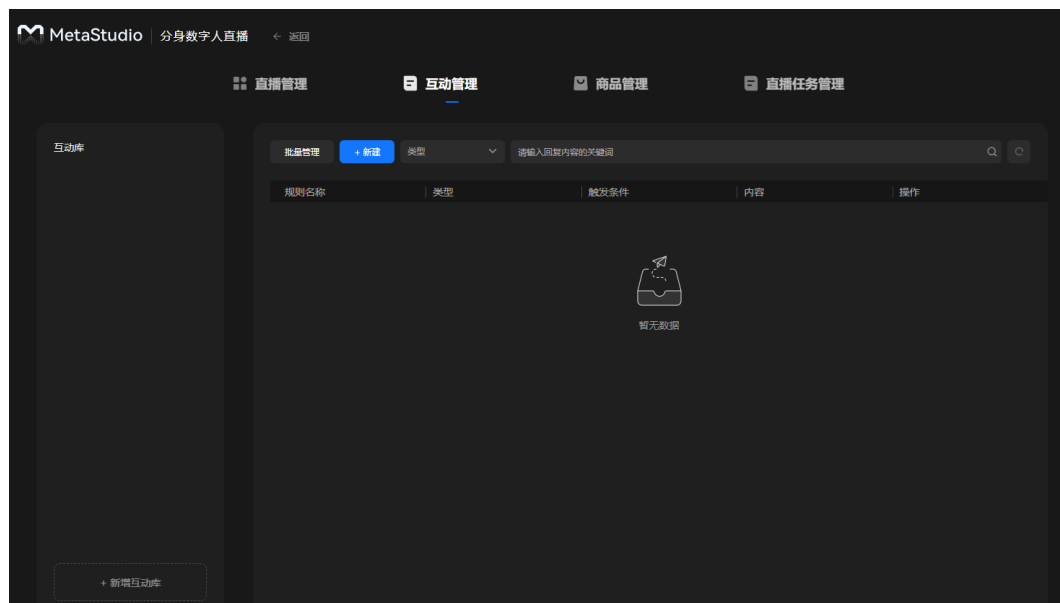 MetaStudio 分身数字人直播 ← 返回
直播管理 互动管理 商品管理 直播任务管理
互动库
批量管理 + 新建 类型 请输入回复内容的关键词
规则名称 类型 触发条件 内容 操作
暂无数据
+ 新增互动库